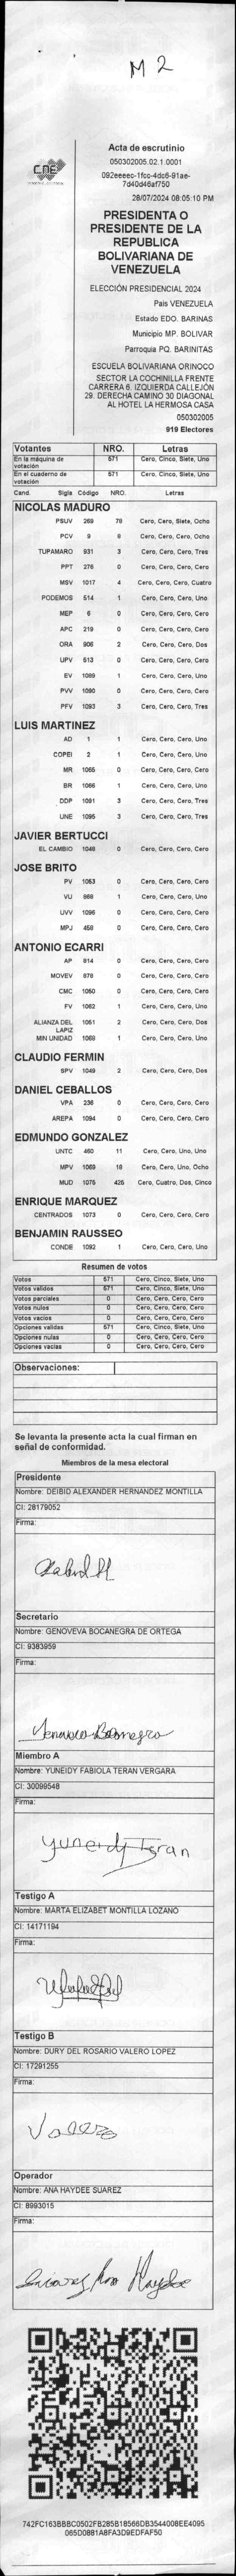 M 2
CNE
Acta de escrutinio
050302005.02.1.0001
092eeeec-1fcc-4dc6-91ae-
7d40d46af750
28/07/2024 08:05:10 PM
PRESIDENTA O
PRESIDENTE DE LA
REPUBLICA
BOLIVARIANA DE
VENEZUELA
ELECCIÓN PRESIDENCIAL 2024
Pais VENEZUELA
Estado EDO. BARINAS
Municipio MP. BOLIVAR
Parroquia PQ. BARINITAS
ESCUELA BOLIVARIANA ORINOCO
SECTOR LA COCHINILLA FRENTE
CARRERA 6. IZQUIERDA CALLEJÓN
29. DERECHA CAMINO 30 DIAGONAL
AL HOTEL LA HERMOSA CASA
050302005
919 Electores
Votantes NRO. Letras
En la máquina de votación 571 Cero, Cinco, Siete, Uno
En el cuaderno de votación 571 Cero, Cinco, Siete, Uno
Cand. Sigla Código NRO. Letras
NICOLAS MADURO
PSUV 269 78 Cero, Cero, Siete, Ocho
PCV 9 8 Cero, Cero, Cero, Ocho
TUPAMARO 931 3 Cero, Cero, Cero, Tres
PPT 276 0 Cero, Cero, Cero, Cero
MSV 1017 4 Cero, Cero, Cero, Cuatro
PODEMOS 514 1 Cero, Cero, Cero, Uno
MEP 6 0 Cero, Cero, Cero, Cero
APC 219 0 Cero, Cero, Cero, Cero
ORA 906 2 Cero, Cero, Cero, Dos
UPV 513 0 Cero, Cero, Cero, Cero
EV 1089 1 Cero, Cero, Cero, Uno
PVV 1090 0 Cero, Cero, Cero, Cero
PFV 1093 3 Cero, Cero, Cero, Tres
LUIS MARTINEZ
AD 1 1 Cero, Cero, Cero, Uno
COPEI 2 1 Cero, Cero, Cero, Uno
MR 1065 0 Cero, Cero, Cero, Cero
BR 1066 1 Cero, Cero, Cero, Uno
DDP 1091 3 Cero, Cero, Cero, Tres
UNE 1095 3 Cero, Cero, Cero, Tres
JAVIER BERTUCCI
EL CAMBIO 1048 0 Cero, Cero, Cero, Cero
JOSE BRITO
PV 1053 0 Cero, Cero, Cero, Cero
VU 868 1 Cero, Cero, Cero, Uno
UVV 1096 0 Cero, Cero, Cero, Cero
MPJ 458 0 Cero, Cero, Cero, Cero
ANTONIO ECARRI
AP 814 0 Cero, Cero, Cero, Cero
MOVEV 878 0 Cero, Cero, Cero, Cero
CMC 1050 0 Cero, Cero, Cero, Cero
FV 1062 1 Cero, Cero, Cero, Uno
ALIANZA DEL LAPIZ 1051 2 Cero, Cero, Cero, Dos
MIN UNIDAD 1068 1 Cero, Cero, Cero, Uno
CLAUDIO FERMIN
SPV 1049 2 Cero, Cero, Cero, Dos
DANIEL CEBALLOS
VPA 236 0 Cero, Cero, Cero, Cero
AREPA 1094 0 Cero, Cero, Cero, Cero
EDMUNDO GONZALEZ
UNTC 460 11 Cero, Cero, Uno, Uno
MPV 1069 18 Cero, Cero, Uno, Ocho
MUD 1075 425 Cero, Cuatro, Dos, Cinco
ENRIQUE MARQUEZ
CENTRADOS 1073 0 Cero, Cero, Cero, Cero
BENJAMIN RAUSSEO
CONDE 1092 1 Cero, Cero, Cero, Uno
Resumen de votos
Votos 571 Cero, Cinco, Siete, Uno
Votos validos 571 Cero, Cinco, Siete, Uno
Votos parciales 0 Cero, Cero, Cero, Cero
Votos nulos 0 Cero, Cero, Cero, Cero
Votos vacios 0 Cero, Cero, Cero, Cero
Opciones validas 571 Cero, Cinco, Siete, Uno
Opciones nulas 0 Cero, Cero, Cero, Cero
Opciones vacias 0 Cero, Cero, Cero, Cero
Observaciones:
Se levanta la presente acta la cual firman en
señal de conformidad.
Miembros de la mesa electoral
Presidente
Nombre: DEIBID ALEXANDER HERNANDEZ MONTILLA
CI: 28179052
Firma:
Secretario
Nombre: GENOVEVA BOCANEGRA DE ORTEGA
CI: 9383959
Firma:
Miembro A
Nombre: YUNEIDY FABIOLA TERAN VERGARA
CI: 30099548
Firma:
Yuneidy Teran
Testigo A
Nombre: MARTA ELIZABET MONTILLA LOZANO
CI: 14171194
Firma:
Testigo B
Nombre: DURY DEL ROSARIO VALERO LOPEZ
CI: 17291255
Firma:
Valero
Operador
Nombre: ANA HAYDEE SUAREZ
CI: 8993015
Firma:
Suarez Ana Haydee
742FC163BBBC0502FB285B18566DB3544008EE4095
065D0881A8FA3D9EDFAF50